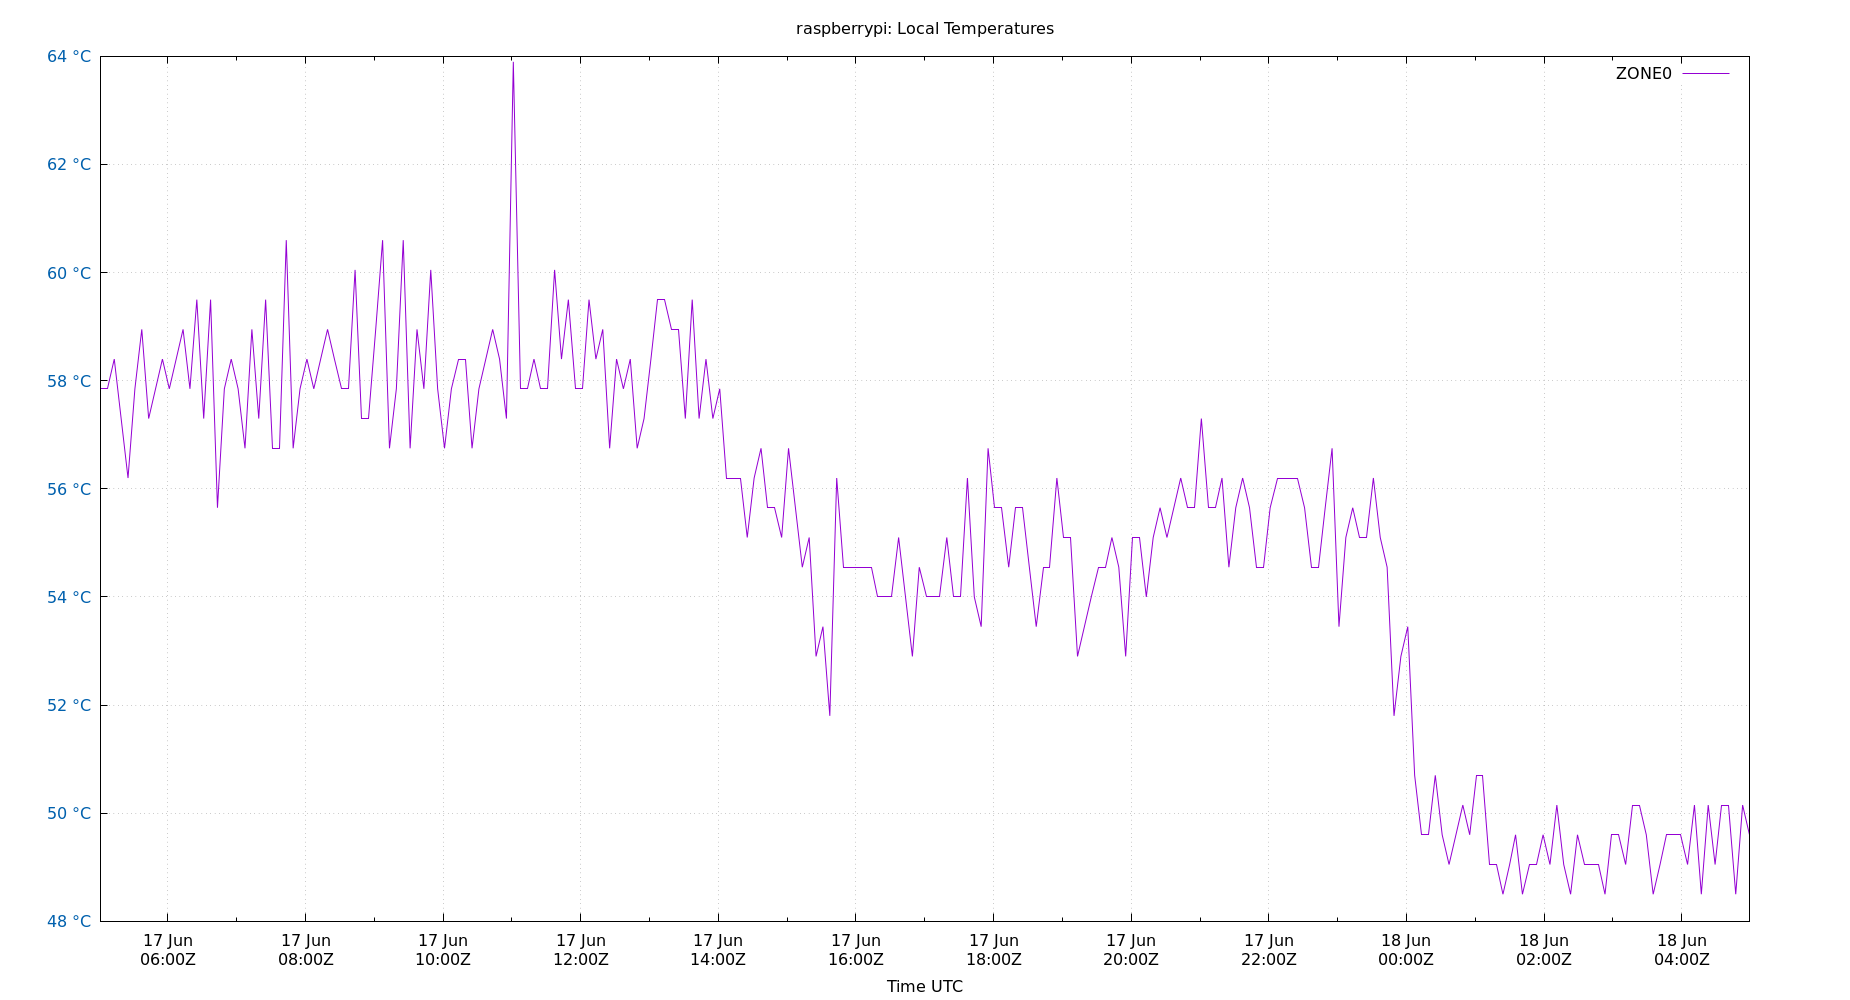 raspberrypi: Local Temperatures
64 °C
ZONE0
62 °C
60 °C
58 °C
56 °C
54 °C
52 °C
50 °C
48 °C
17 Jun 17 Jun 17 Jun 17 Jun 17 Jun 17 Jun 17 Jun 17 Jun 17 Jun 18 Jun 18 Jun 18 Jun
06:00Z 08:00Z 10:00Z 12:00Z 14:00Z 16:00Z 18:00Z 20:00Z 22:00Z 00:00Z 02:00Z 04:00Z
Time UTC